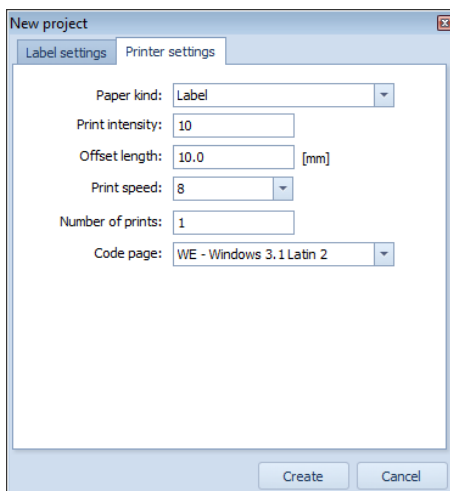 New project
Label settings Printer settings
Paper kind: Label
Print intensity: 10
Offset length: 10.0 [mm]
Print speed: 8
Number of prints: 1
Code page: WE - Windows 3.1 Latin 2
Create Cancel